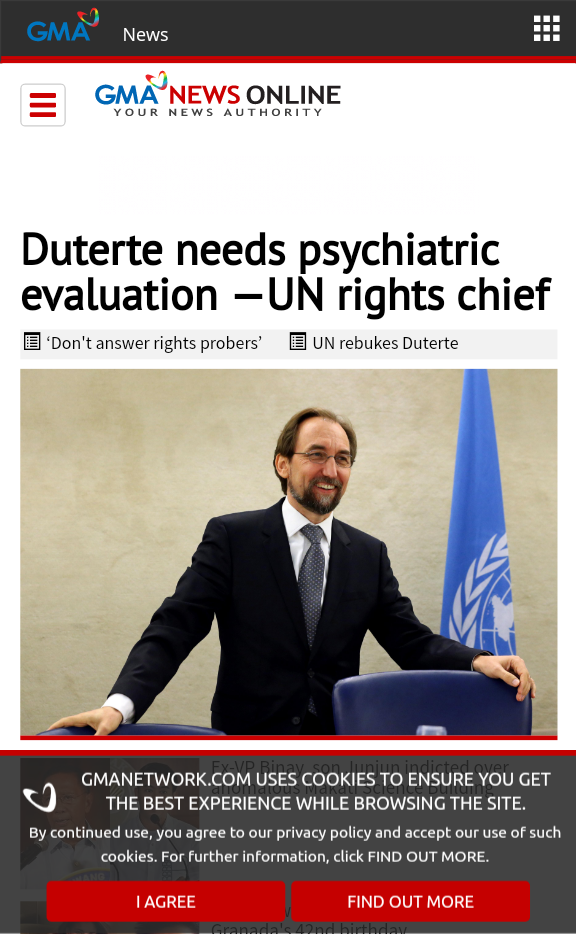 GMA News
GMA NEWS ONLINE
YOUR NEWS AUTHORITY
Duterte needs psychiatric
evaluation —UN rights chief
‘Don't answer rights probers’ UN rebukes Duterte
Ex-VP Binay, son Junjun indicted over
anomalous Makati Science Building
GMANETWORK.COM USES COOKIES TO ENSURE YOU GET
THE BEST EXPERIENCE WHILE BROWSING THE SITE.
By continued use, you agree to our privacy policy and accept our use of such
cookies. For further information, click FIND OUT MORE.
I AGREE FIND OUT MORE
Granada's 42nd birthday